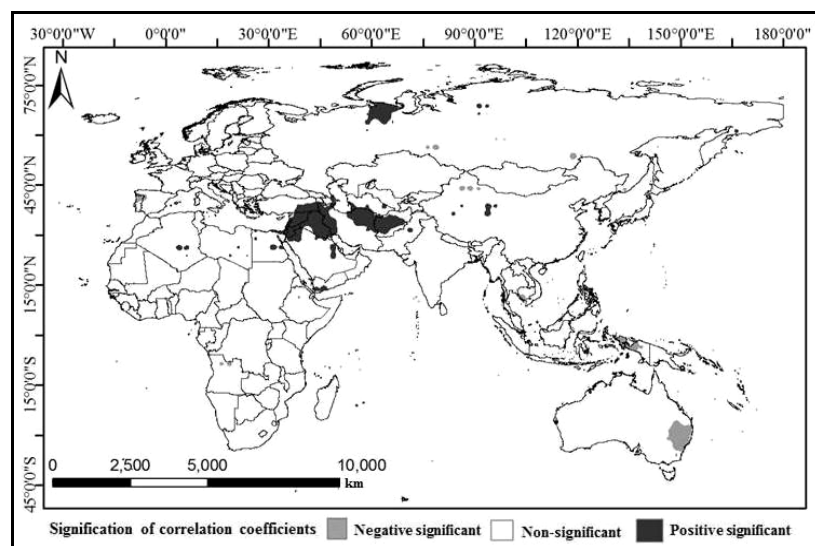 30°0'0"W 0°0'0" 30°0'0"E 60°0'0"E 90°0'0"E 120°0'0"E 150°0'0"E 180°0'0"
N
75°0'0"N
45°0'0"N
15°0'0"N
15°0'0"S
45°0'0"S
0 2,500 5,000 10,000
km
Signification of correlation coefficients Negative significant Non-significant Positive significant